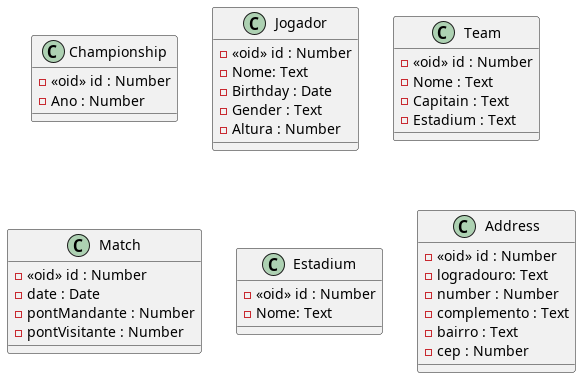 C Championship
«oid» id : Number
Ano : Number
C Jogador
«oid» id : Number
Nome: Text
Birthday : Date
Gender : Text
Altura : Number
C Team
«oid» id : Number
Nome : Text
Capitain : Text
Estadium : Text
C Match
«oid» id : Number
date : Date
pontMandante : Number
pontVisitante : Number
C Estadium
«oid» id : Number
Nome: Text
C Address
«oid» id : Number
logradouro: Text
number : Number
complemento : Text
bairro : Text
cep : Number